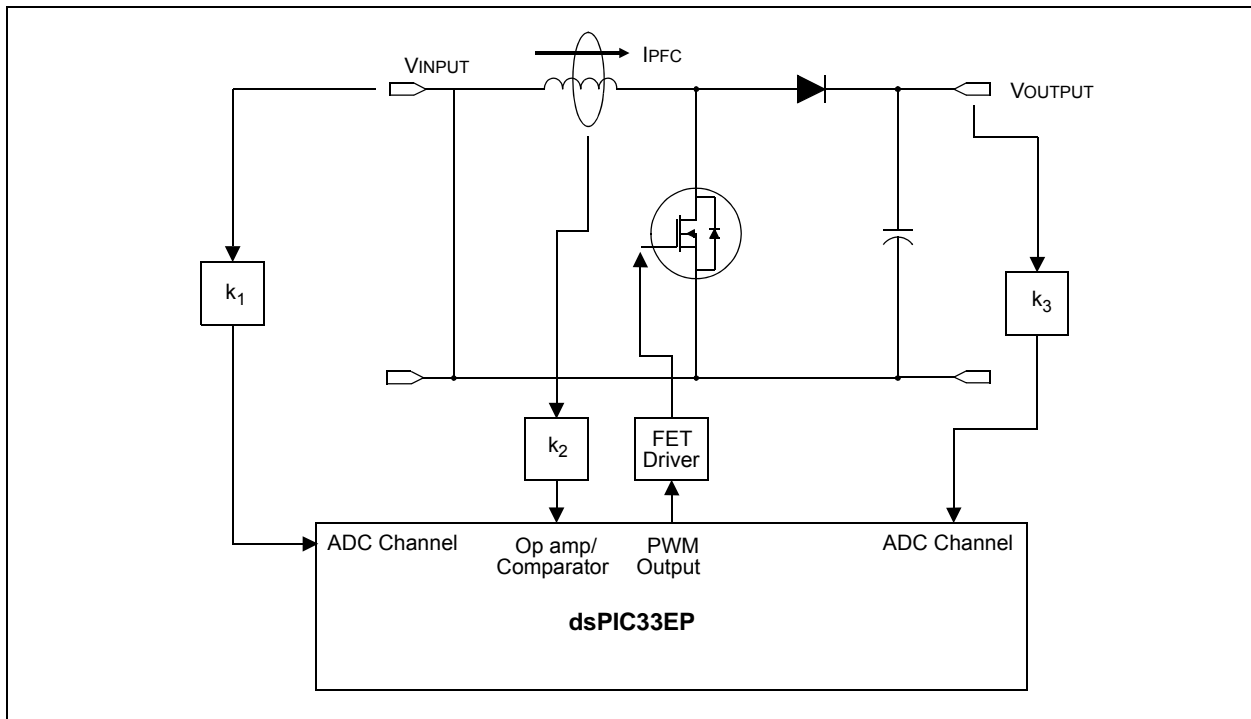 IPFC
VINPUT
VOUTPUT
k1
k3
k2
FET
Driver
ADC Channel
Op amp/
Comparator
PWM
Output
ADC Channel
dsPIC33EP